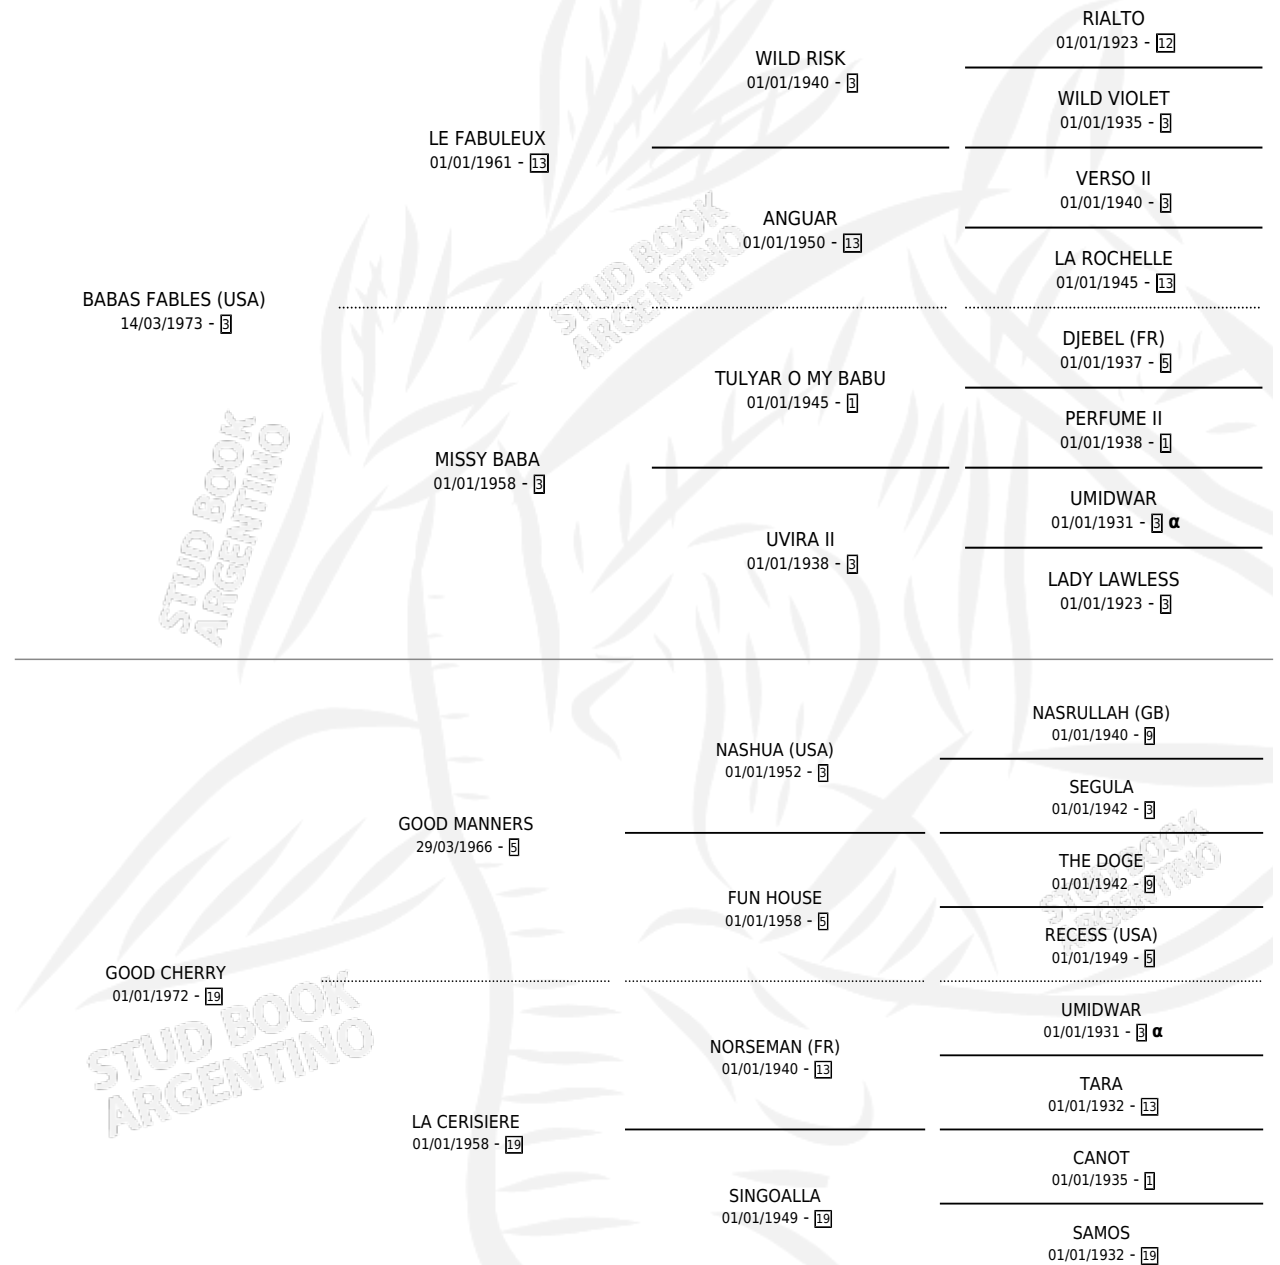 RIALTO
01/01/1923 - 12
WILD RISK
01/01/1940 - 3
WILD VIOLET
01/01/1935 - 3
LE FABULEUX
01/01/1961 - 13
VERSO II
01/01/1940 - 3
ANGUAR
01/01/1950 - 13
LA ROCHELLE
01/01/1945 - 13
BABAS FABLES (USA)
14/03/1973 - 3
DJEBEL (FR)
01/01/1937 - 5
TULYAR O MY BABU
01/01/1945 - 1
PERFUME II
01/01/1938 - 1
MISSY BABA
01/01/1958 - 3
UMIDWAR
01/01/1931 - 3 α
UVIRA II
01/01/1938 - 3
LADY LAWLESS
01/01/1923 - 3
NASRULLAH (GB)
01/01/1940 - 9
NASHUA (USA)
01/01/1952 - 3
SEGULA
01/01/1942 - 3
GOOD MANNERS
29/03/1966 - 5
THE DOGE
01/01/1942 - 9
FUN HOUSE
01/01/1958 - 5
RECESS (USA)
01/01/1949 - 5
GOOD CHERRY
01/01/1972 - 19
UMIDWAR
01/01/1931 - 3 α
NORSEMAN (FR)
01/01/1940 - 13
TARA
01/01/1932 - 13
LA CERISIERE
01/01/1958 - 19
CANOT
01/01/1935 - 1
SINGOALLA
01/01/1949 - 19
SAMOS
01/01/1932 - 19
STUD BOOK
ARGENTINO
STUD BOOK
ARGENTINO
STUD BOOK
ARGENTINO
STUD BOOK
ARGENTINO